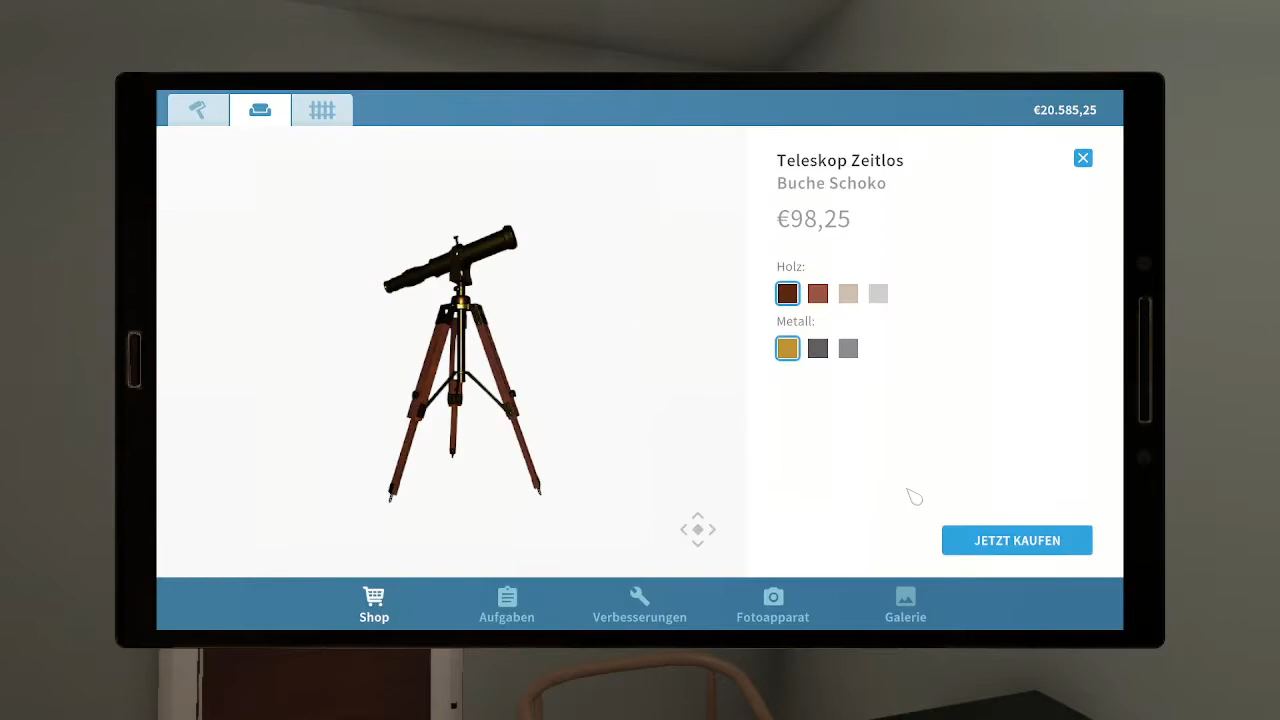 €20.585,25
Teleskop Zeitlos
Buche Schoko
€98,25
Holz:
Metall:
JETZT KAUFEN
Shop
Aufgaben
Verbesserungen
Fotoapparat
Galerie